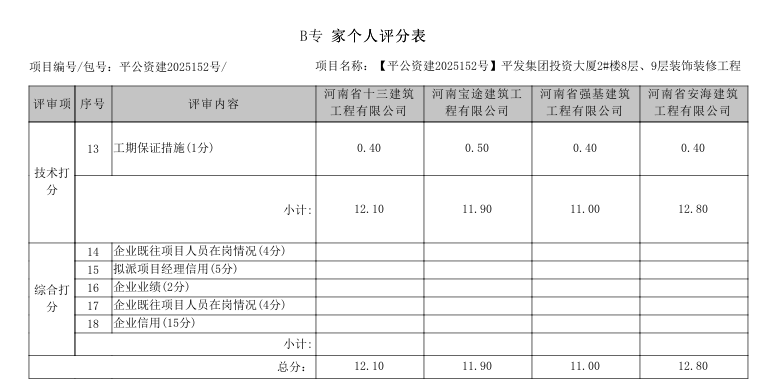 B专 家个人评分表
项目编号/包号: 平公资建2025152号/ 项目名称: 【平公资建2025152号】平发集团投资大厦2#楼8层、9层装饰装修工程
评审项 序号 评审内容 河南省十三建筑工程有限公司 河南宝途建筑工程有限公司 河南省强基建筑工程有限公司 河南省安海建筑工程有限公司
技术打分
13 工期保证措施(1分) 0.40 0.50 0.40 0.40
小计: 12.10 11.90 11.00 12.80
综合打分
14 企业既往项目人员在岗情况(4分)
15 拟派项目经理信用(5分)
16 企业业绩(2分)
17 企业既往项目人员在岗情况(4分)
18 企业信用(15分)
小计:
总分: 12.10 11.90 11.00 12.80